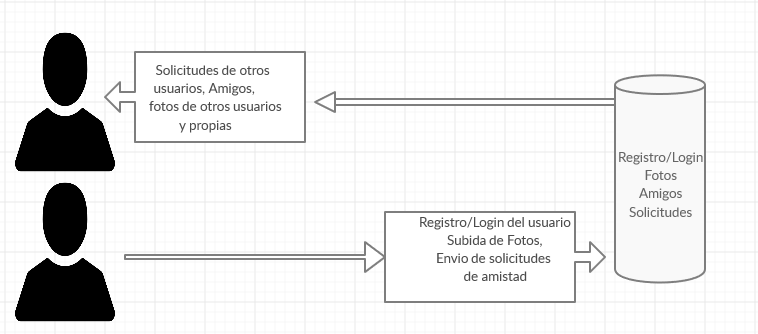 Solicitudes de otros
usuarios, Amigos,
fotos de otros usuarios
y propias
Registro/Login
Fotos
Amigos
Solicitudes
Registro/Login del usuario
Subida de Fotos,
Envio de solicitudes
de amistad